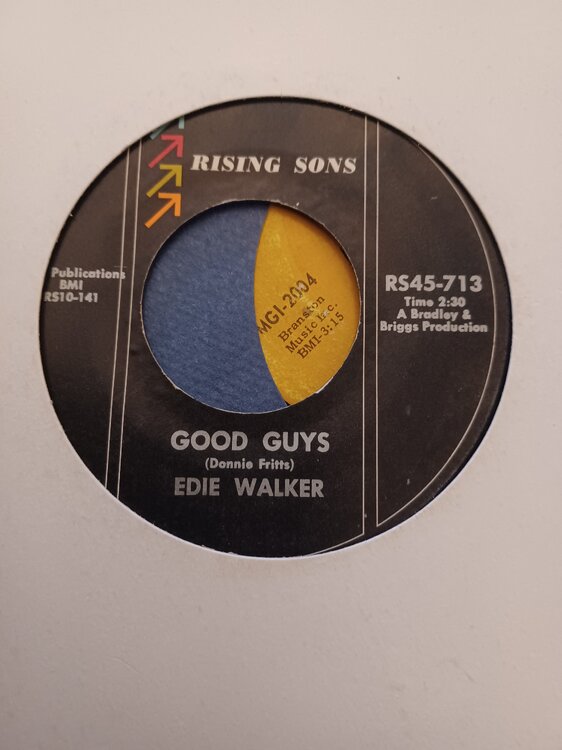 RISING SONS
Publications
BMI
RS10-141
RS45-713
Time 2:30
A Bradley &
Briggs Production
MGI-2004
Branston
Music Inc.
BMI-3:15
GOOD GUYS
(Donnie Fritts)
EDIE WALKER